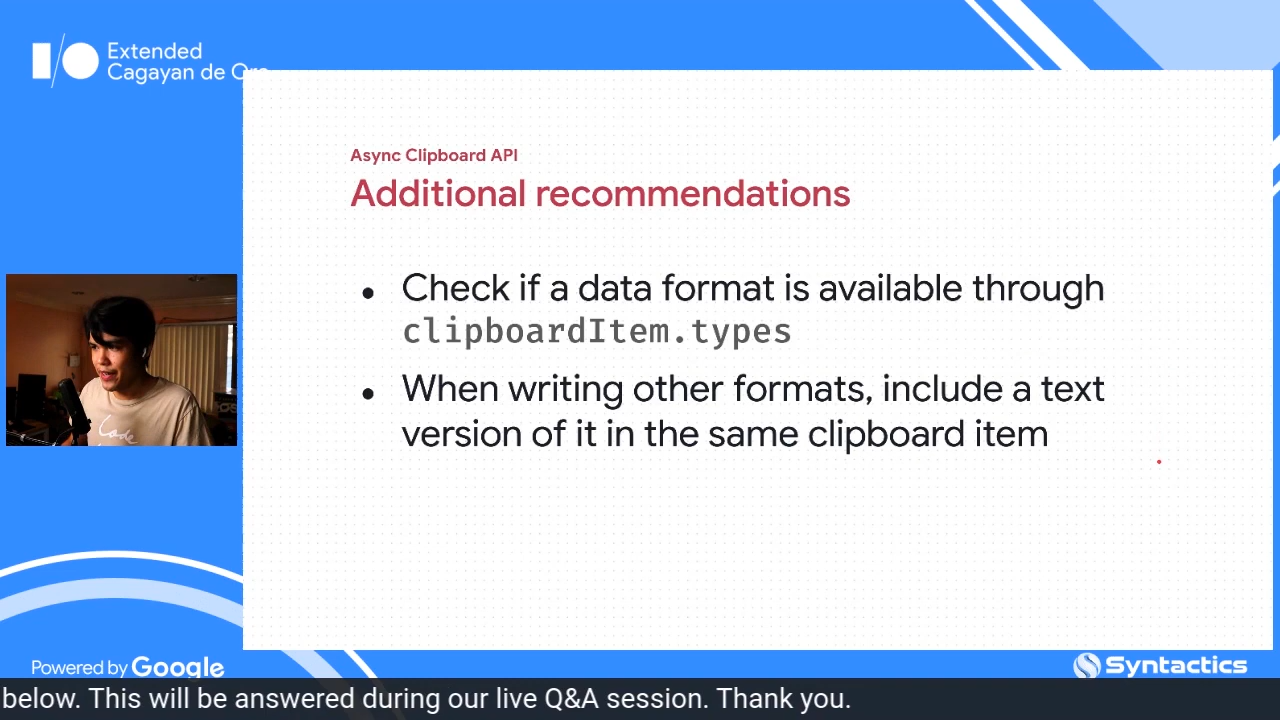 I/O Extended
Cagayan de Oro
Async Clipboard API
Additional recommendations
• Check if a data format is available through
clipboardItem.types
• When writing other formats, include a text
version of it in the same clipboard item
Code
Powered by Google
Syntactics
below. This will be answered during our live Q&A session. Thank you.